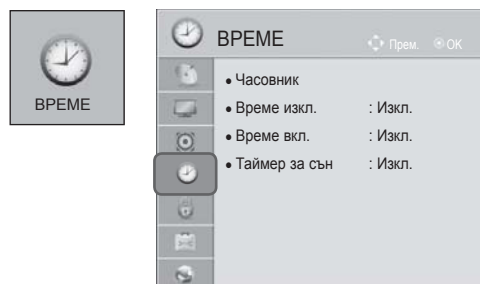 ВРЕМЕ
ВРЕМЕ Прем. OK
• Часовник
• Време изкл. : Изкл.
• Време вкл. : Изкл.
• Таймер за сън : Изкл.